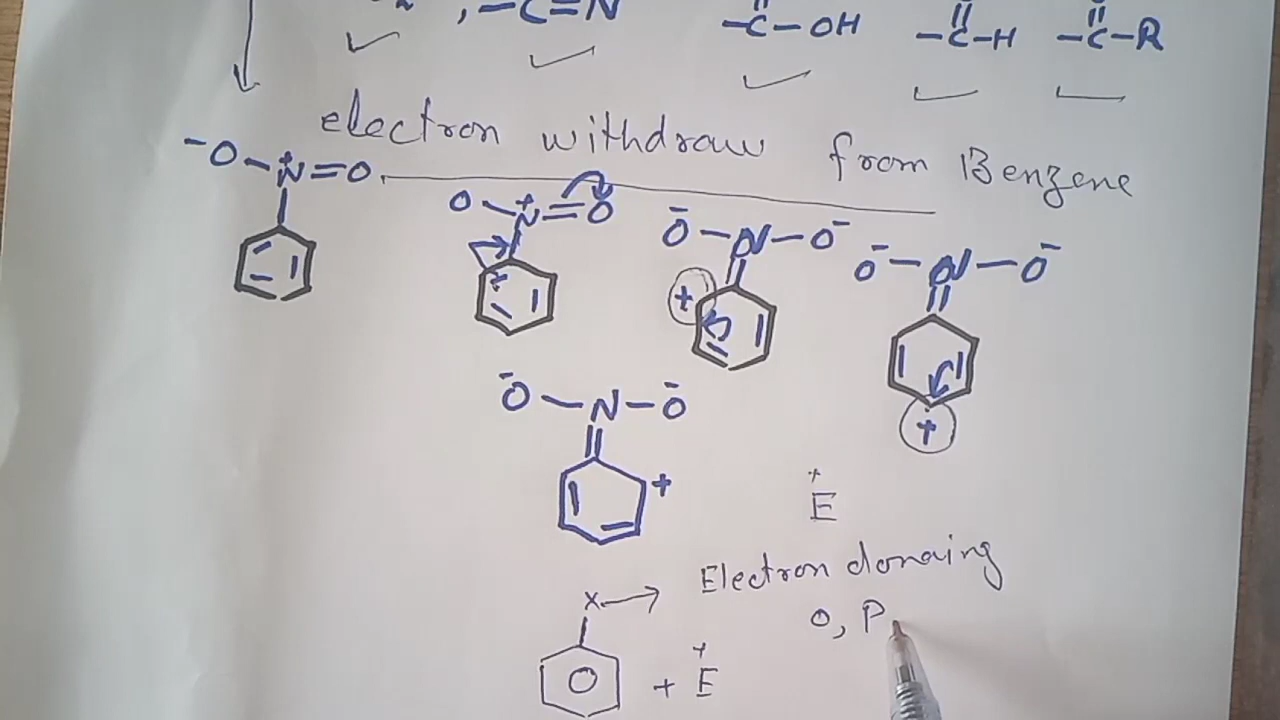 , –C≡N –C–OH –C–H –C–R
electron withdraw from Benzene
⁻O–N⁺=O
O–N⁺=O
⁻O–N–O⁻
⁻O–N–O⁻
+
+
⁻O–N–O⁻
+
E⁺
Electron donaing
X→
o, P
+ E⁺